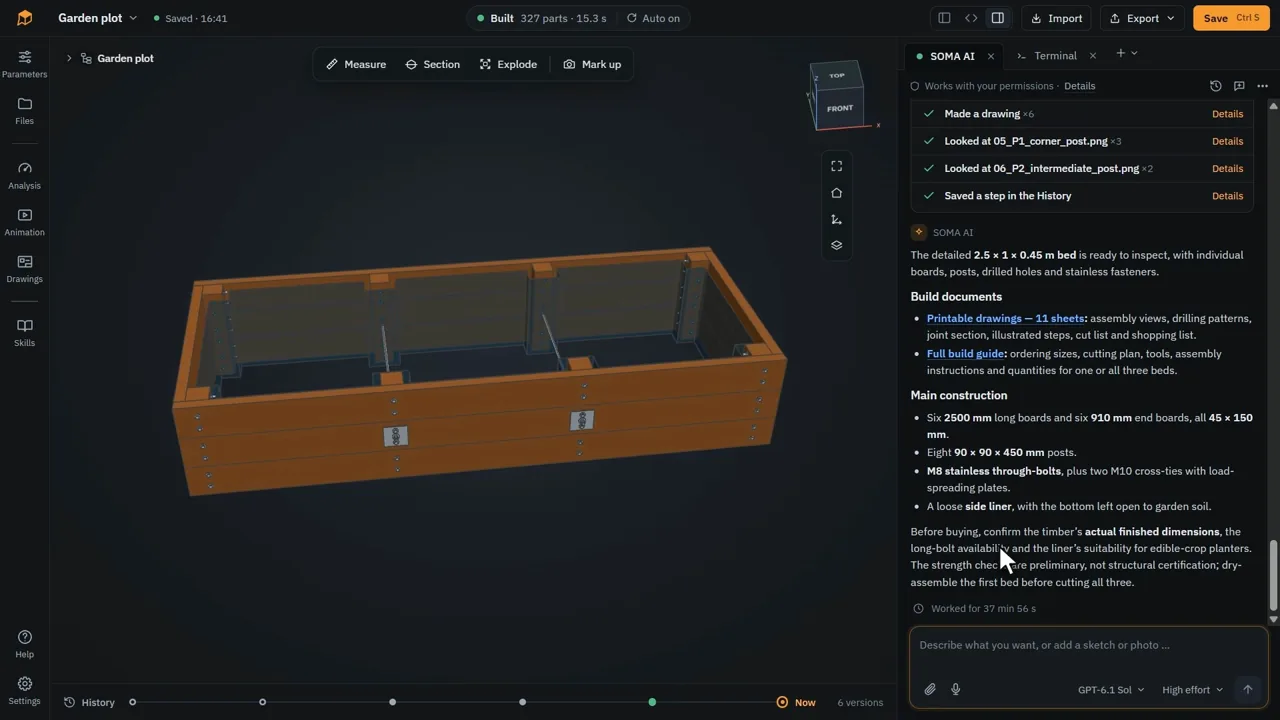 Garden plot
Saved · 16:41
Built 327 parts · 15.3 s
Auto on
Import
Export
Save Ctrl S
Parameters
Files
Analysis
Animation
Drawings
Skills
Help
Settings
Garden plot
Measure
Section
Explode
Mark up
TOP
FRONT
Z
Y
X
SOMA AI
Terminal
Works with your permissions · Details
Made a drawing ×6 Details
Looked at 05_P1_corner_post.png ×3 Details
Looked at 06_P2_intermediate_post.png ×2 Details
Saved a step in the History Details
SOMA AI
The detailed 2.5 × 1 × 0.45 m bed is ready to inspect, with individual
boards, posts, drilled holes and stainless fasteners.
Build documents
Printable drawings — 11 sheets: assembly views, drilling patterns,
joint section, illustrated steps, cut list and shopping list.
Full build guide: ordering sizes, cutting plan, tools, assembly
instructions and quantities for one or all three beds.
Main construction
Six 2500 mm long boards and six 910 mm end boards, all 45 × 150
mm.
Eight 90 × 90 × 450 mm posts.
M8 stainless through-bolts, plus two M10 cross-ties with load-
spreading plates.
A loose side liner, with the bottom left open to garden soil.
Before buying, confirm the timber's actual finished dimensions, the
long-bolt availability and the liner's suitability for edible-crop planters.
The strength are preliminary, not structural certification; dry-
assemble the first bed before cutting all three.
Worked for 37 min 56 s
Describe what you want, or add a sketch or photo ...
GPT-6.1 Sol
High effort
History
Now
6 versions